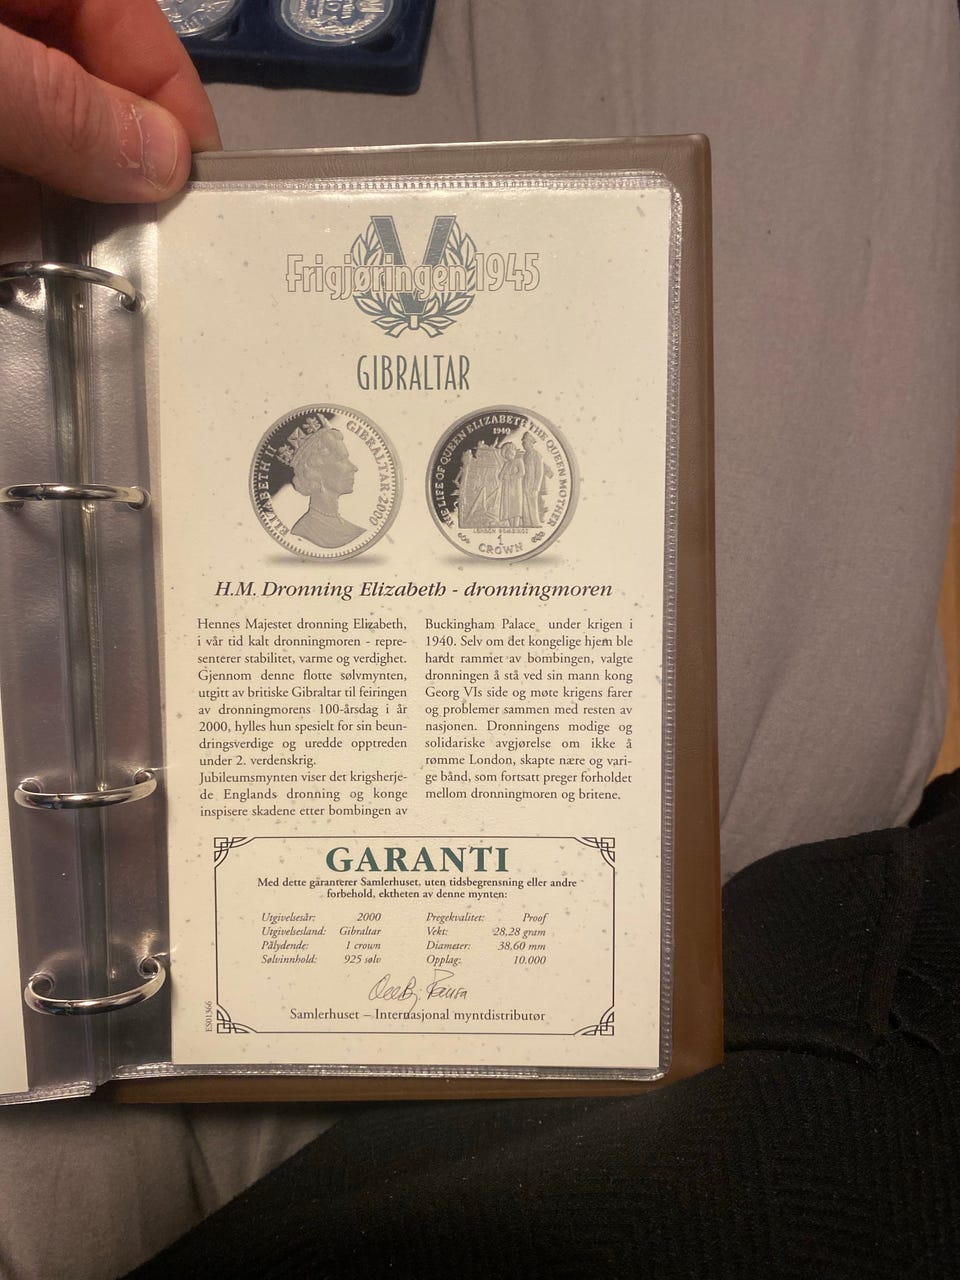 V
Frigjøringen 1945
GIBRALTAR
ELIZABETH II
GIBRALTAR·2000
THE LIFE OF QUEEN ELIZABETH THE QUEEN MOTHER
1940
LONDON BOMBINGS
1
CROWN
H.M. Dronning Elizabeth - dronningmoren
Hennes Majestet dronning Elizabeth,
i vår tid kalt dronningmoren - repre-
senterer stabilitet, varme og verdighet.
Gjennom denne flotte sølvmynten,
utgitt av britiske Gibraltar til feiringen
av dronningmorens 100-årsdag i år
2000, hylles hun spesielt for sin beun-
dringsverdige og uredde opptreden
under 2. verdenskrig.
Jubileumsmynten viser det krigsherje-
de Englands dronning og konge
inspisere skadene etter bombingen av
Buckingham Palace under krigen i
1940. Selv om det kongelige hjem ble
hardt rammet av bombingen, valgte
dronningen å stå ved sin mann kong
Georg VIs side og møte krigens farer
og problemer sammen med resten av
nasjonen. Dronningens modige og
solidariske avgjørelse om ikke å
rømme London, skapte nære og vari-
ge bånd, som fortsatt preger forholdet
mellom dronningmoren og britene.
GARANTI
Med dette garanterer Samlerhuset, uten tidsbegrensning eller andre
forbehold, ektheten av denne mynten:
Utgivelsesår: 2000
Utgivelsesland: Gibraltar
Pålydende: 1 crown
Sølvinnhold: 925 sølv
Pregekvalitet: Proof
Vekt: 28,28 gram
Diameter: 38,60 mm
Opplag: 10.000
Samlerhuset – Internasjonal myntdistributør
ES01366